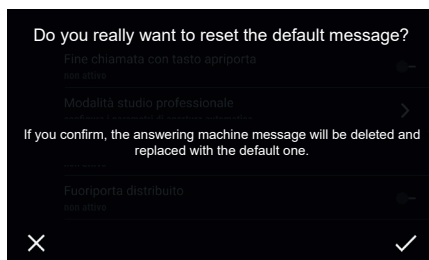 Do you really want to reset the default message?
Fine chiamata con tasto apriporta
non attiva
Modalità studio professionale
If you confirm, the answering machine message will be deleted and
replaced with the default one.
Fuoriporta distribuito
non attiva